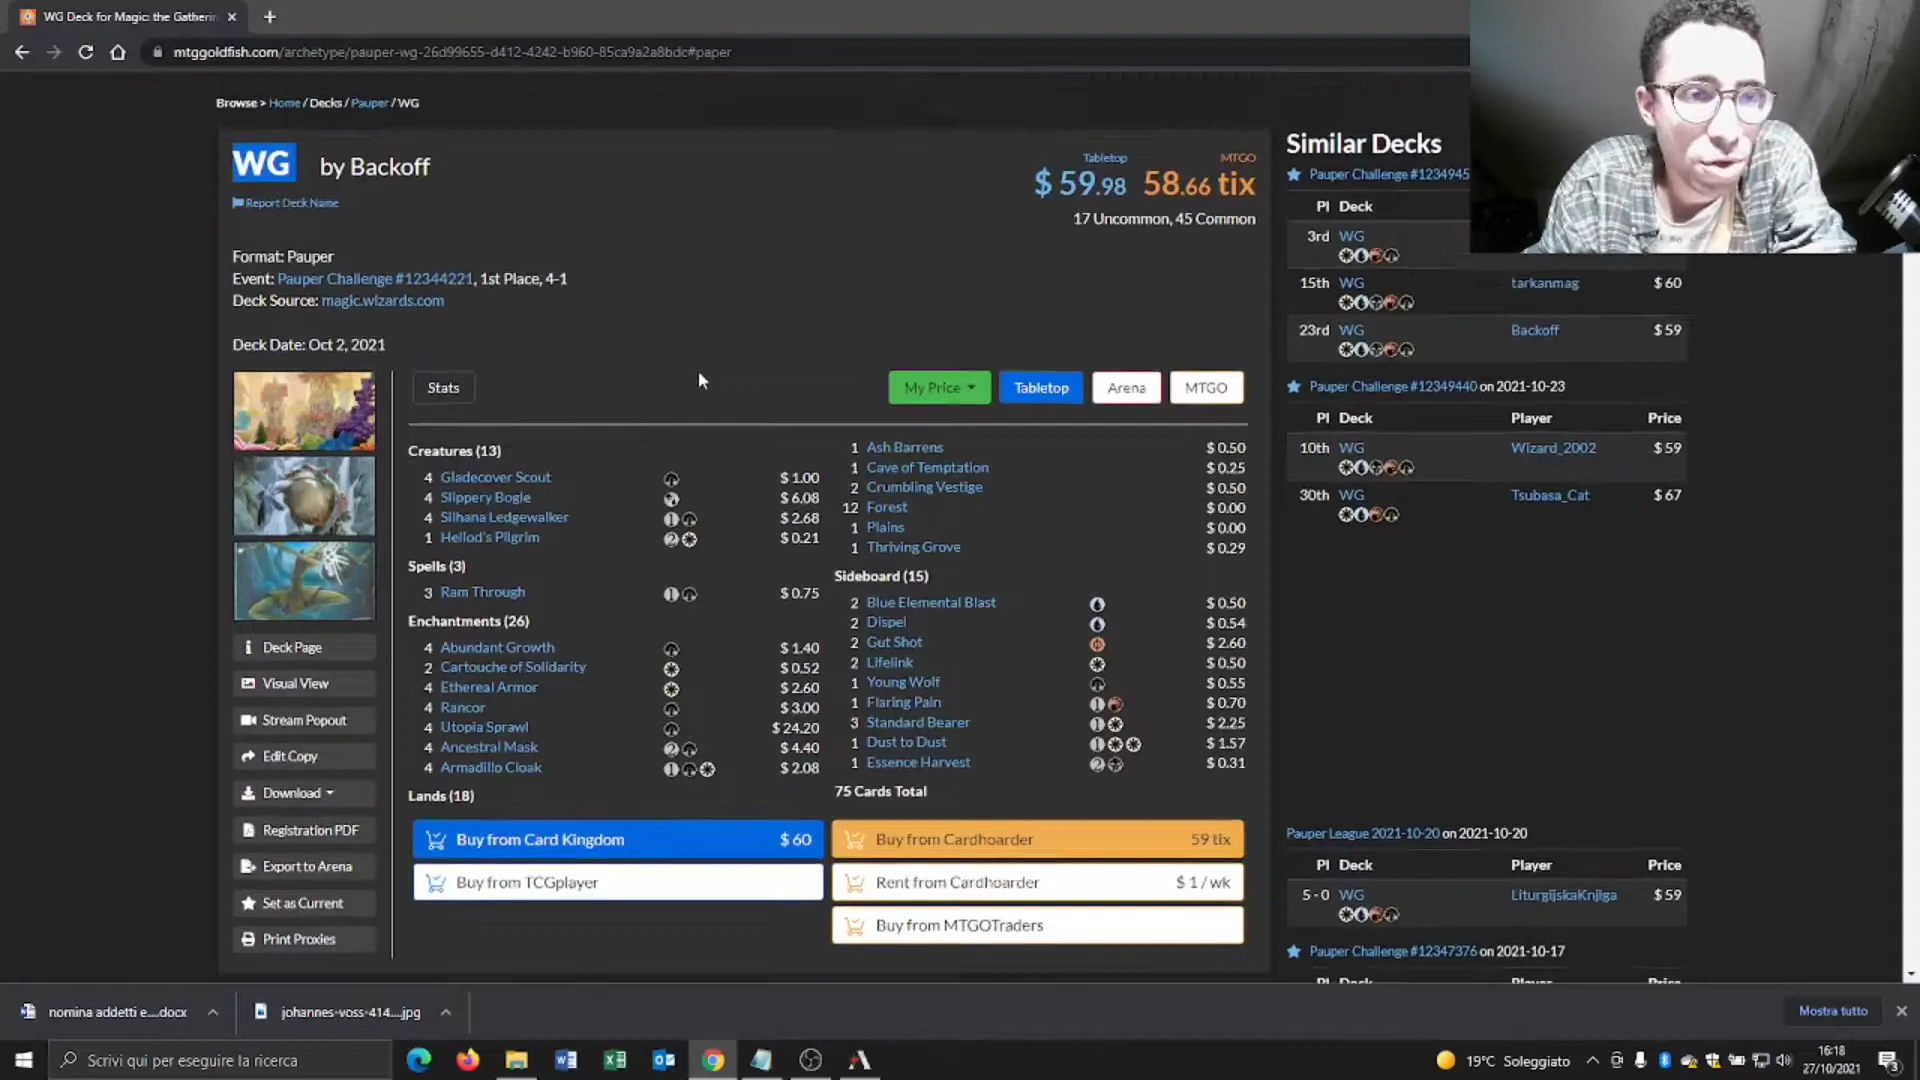 WG Deck for Magic: the Gatherin
mtggoldfish.com/archetype/pauper-wg-26d99655-d412-4242-b960-85ca9a2a8bdc#paper
Browse > Home / Decks / Pauper / WG
WG by Backoff
Report Deck Name
Tabletop MTGO
$ 59.98 58.66 tix
17 Uncommon, 45 Common
Format: Pauper
Event: Pauper Challenge #12344221, 1st Place, 4-1
Deck Source: magic.wizards.com
Deck Date: Oct 2, 2021
Stats
My Price Tabletop Arena MTGO
Creatures (13)
4 Gladecover Scout $ 1.00
4 Slippery Bogle $ 6.08
4 Silhana Ledgewalker 1 $ 2.68
1 Heliod's Pilgrim 2 $ 0.21
Spells (3)
3 Ram Through 1 $ 0.75
Enchantments (26)
4 Abundant Growth $ 1.40
2 Cartouche of Solidarity $ 0.52
4 Ethereal Armor $ 2.60
4 Rancor $ 3.00
4 Utopia Sprawl $ 24.20
4 Ancestral Mask 2 $ 4.40
4 Armadillo Cloak 1 $ 2.08
Lands (18)
1 Ash Barrens $ 0.50
1 Cave of Temptation $ 0.25
2 Crumbling Vestige $ 0.50
12 Forest $ 0.00
1 Plains $ 0.00
1 Thriving Grove $ 0.29
Sideboard (15)
2 Blue Elemental Blast $ 0.50
2 Dispel $ 0.54
2 Gut Shot $ 2.60
2 Lifelink $ 0.50
1 Young Wolf $ 0.55
1 Flaring Pain 1 $ 0.70
3 Standard Bearer 1 $ 2.25
1 Dust to Dust 1 $ 1.57
1 Essence Harvest 2 $ 0.31
75 Cards Total
Buy from Card Kingdom $ 60
Buy from TCGplayer
Buy from Cardhoarder 59 tix
Rent from Cardhoarder $ 1 / wk
Buy from MTGOTraders
Deck Page
Visual View
Stream Popout
Edit Copy
Download
Registration PDF
Export to Arena
Set as Current
Print Proxies
Similar Decks
Pauper Challenge #1234945
Pl Deck
3rd WG
15th WG tarkanmag $ 60
23rd WG Backoff $ 59
Pauper Challenge #12349440 on 2021-10-23
Pl Deck Player Price
10th WG Wizard_2002 $ 59
30th WG Tsubasa_Cat $ 67
Pauper League 2021-10-20 on 2021-10-20
Pl Deck Player Price
5 - 0 WG LiturgijskaKnjiga $ 59
Pauper Challenge #12347376 on 2021-10-17
Pl Deck Player Price
nomina addetti e....docx
johannes-voss-414....jpg
Mostra tutto
Scrivi qui per eseguire la ricerca
19°C Soleggiato
16:18
27/10/2021
3